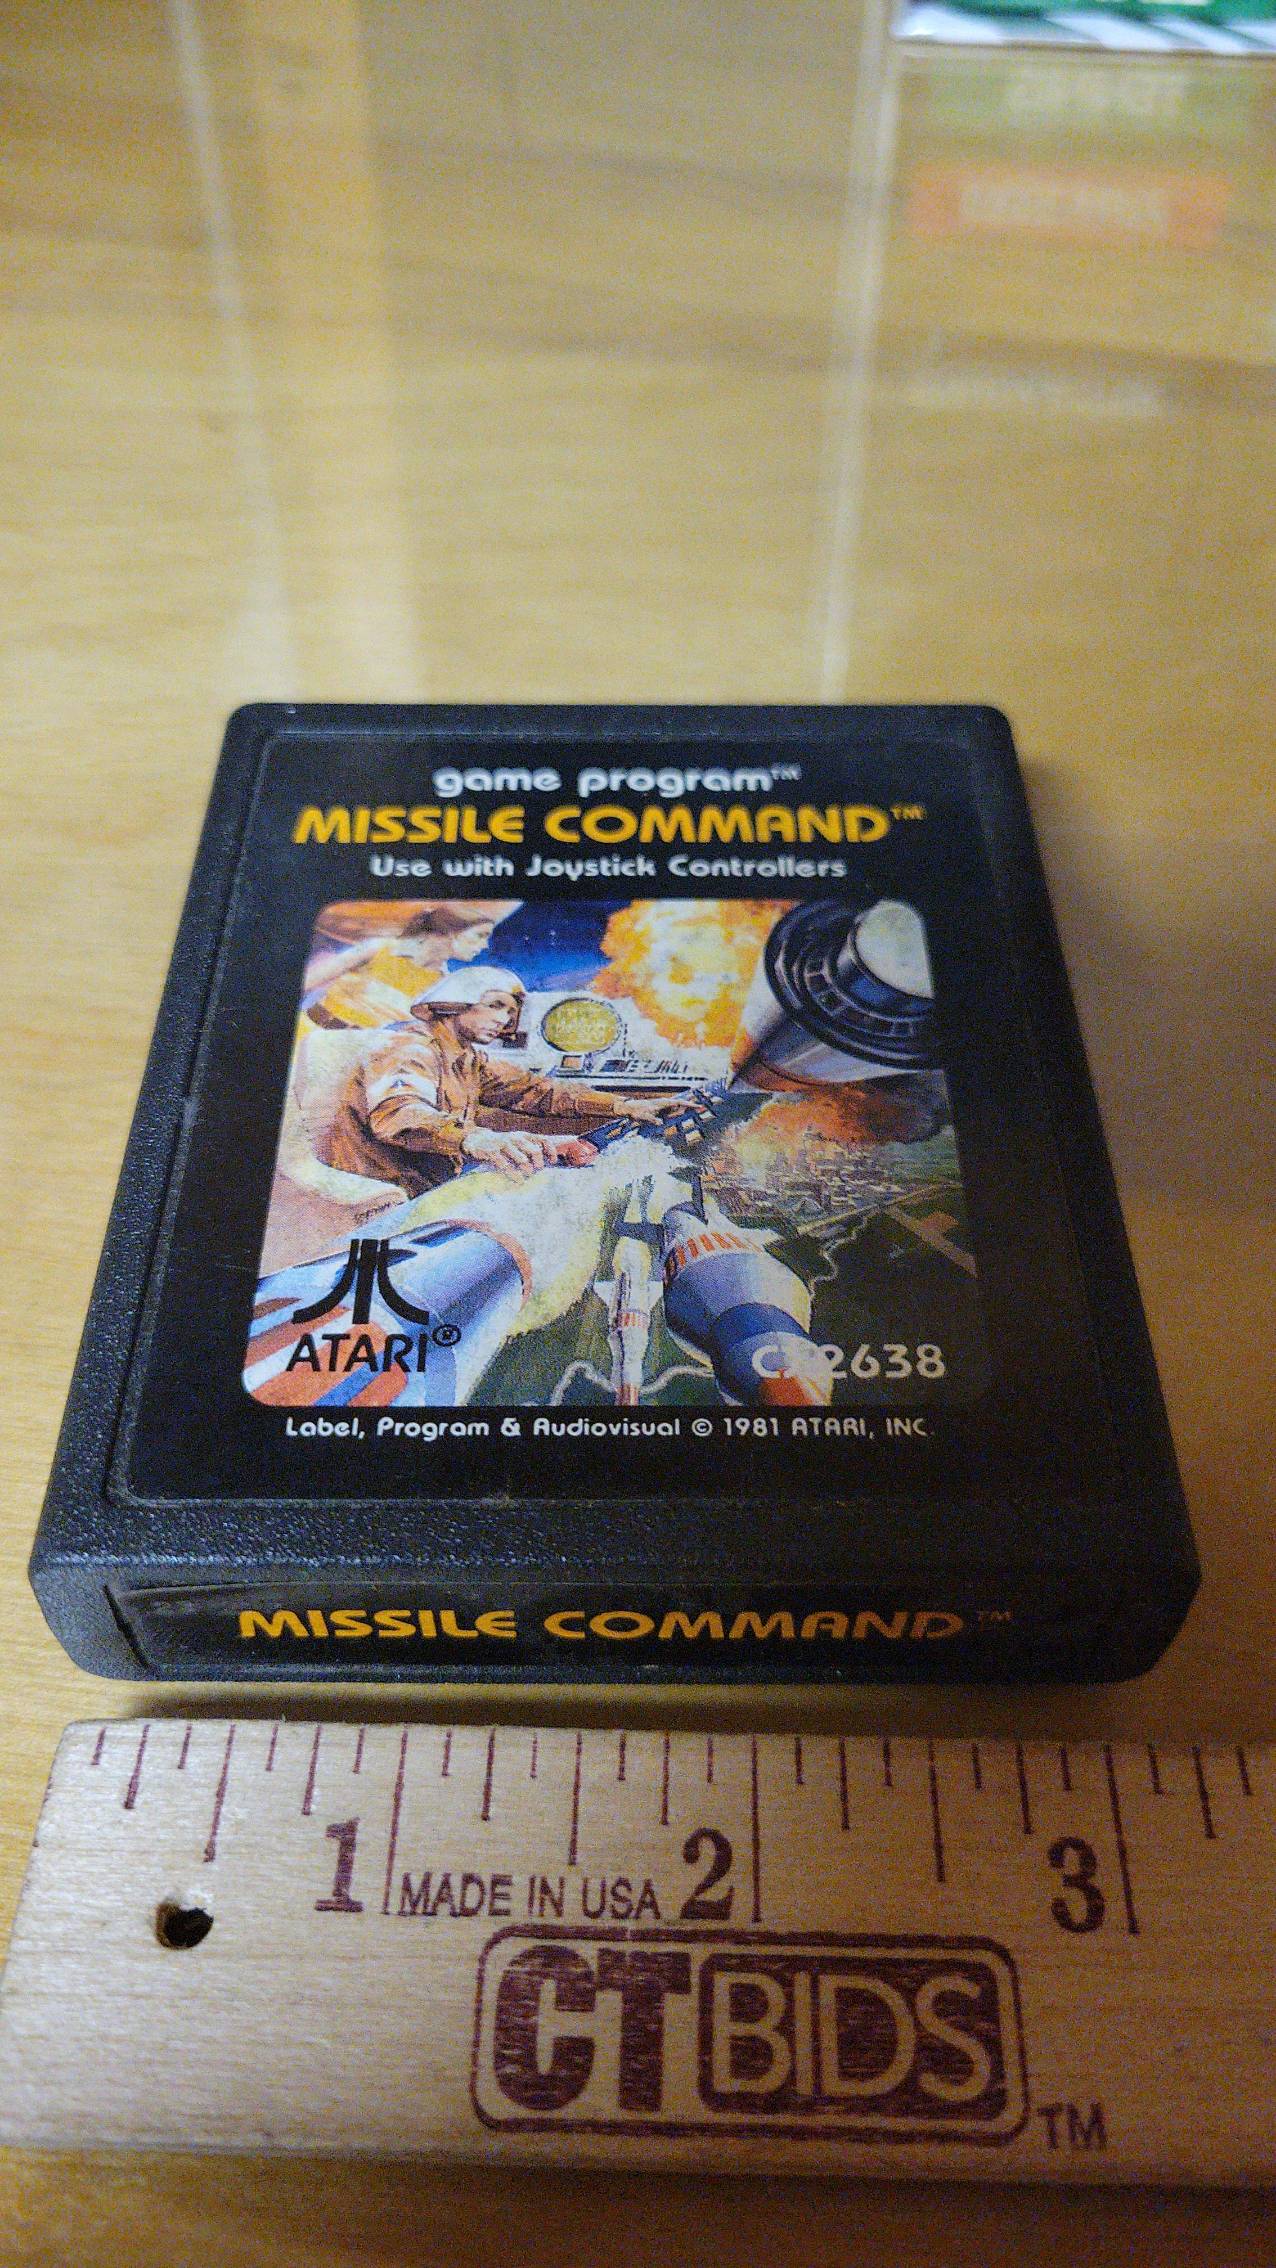 game program™
MISSILE COMMAND™
Use with Joystick Controllers
ATARI®
CX2638
Label, Program & Audiovisual © 1981 ATARI, INC.
MISSILE COMMAND™
1 MADE IN USA 2 3
CTBIDS
TM